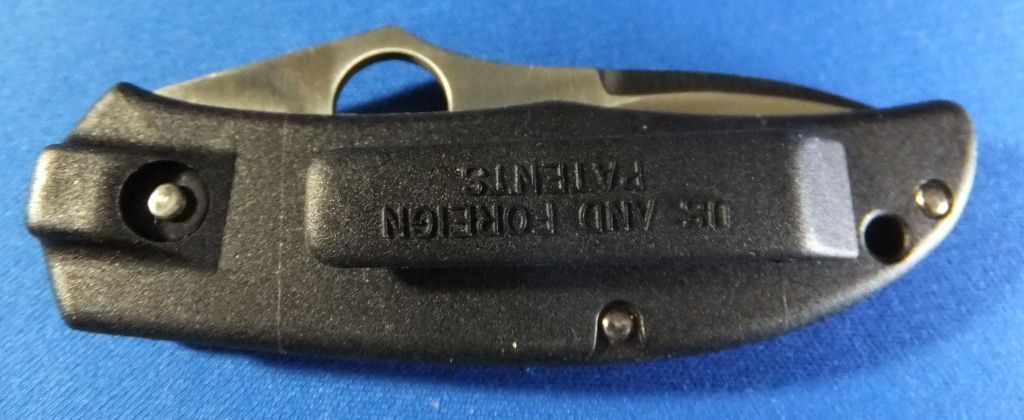 US AND FOREIGN
PATENTS.